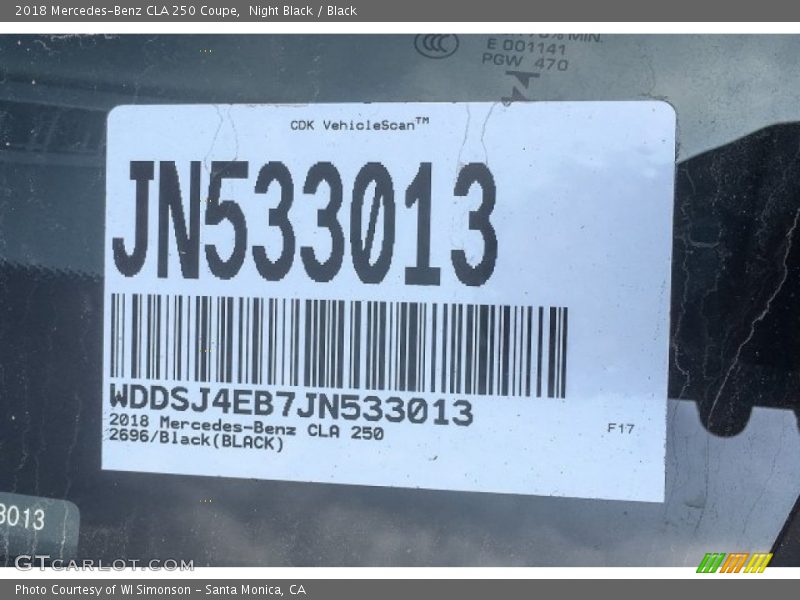 2018 Mercedes-Benz CLA 250 Coupe, Night Black / Black
E 001141
PGW 470
CDK VehicleScan™
JN533013
WDDSJ4EB7JN533013
2018 Mercedes-Benz CLA 250
2696/Black(BLACK)
F17
3013
GTCARLOT.COM
Photo Courtesy of WI Simonson - Santa Monica, CA